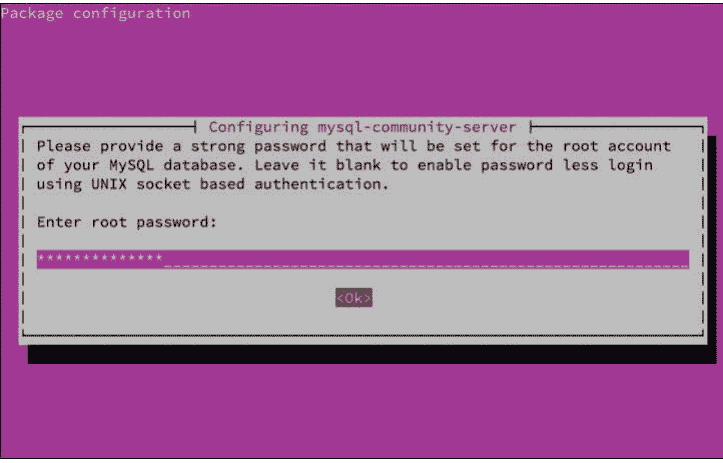 Package configuration
Configuring mysql-community-server
Please provide a strong password that will be set for the root account
of your MySQL database. Leave it blank to enable password less login
using UNIX socket based authentication.
Enter root password:
**************
<Ok>